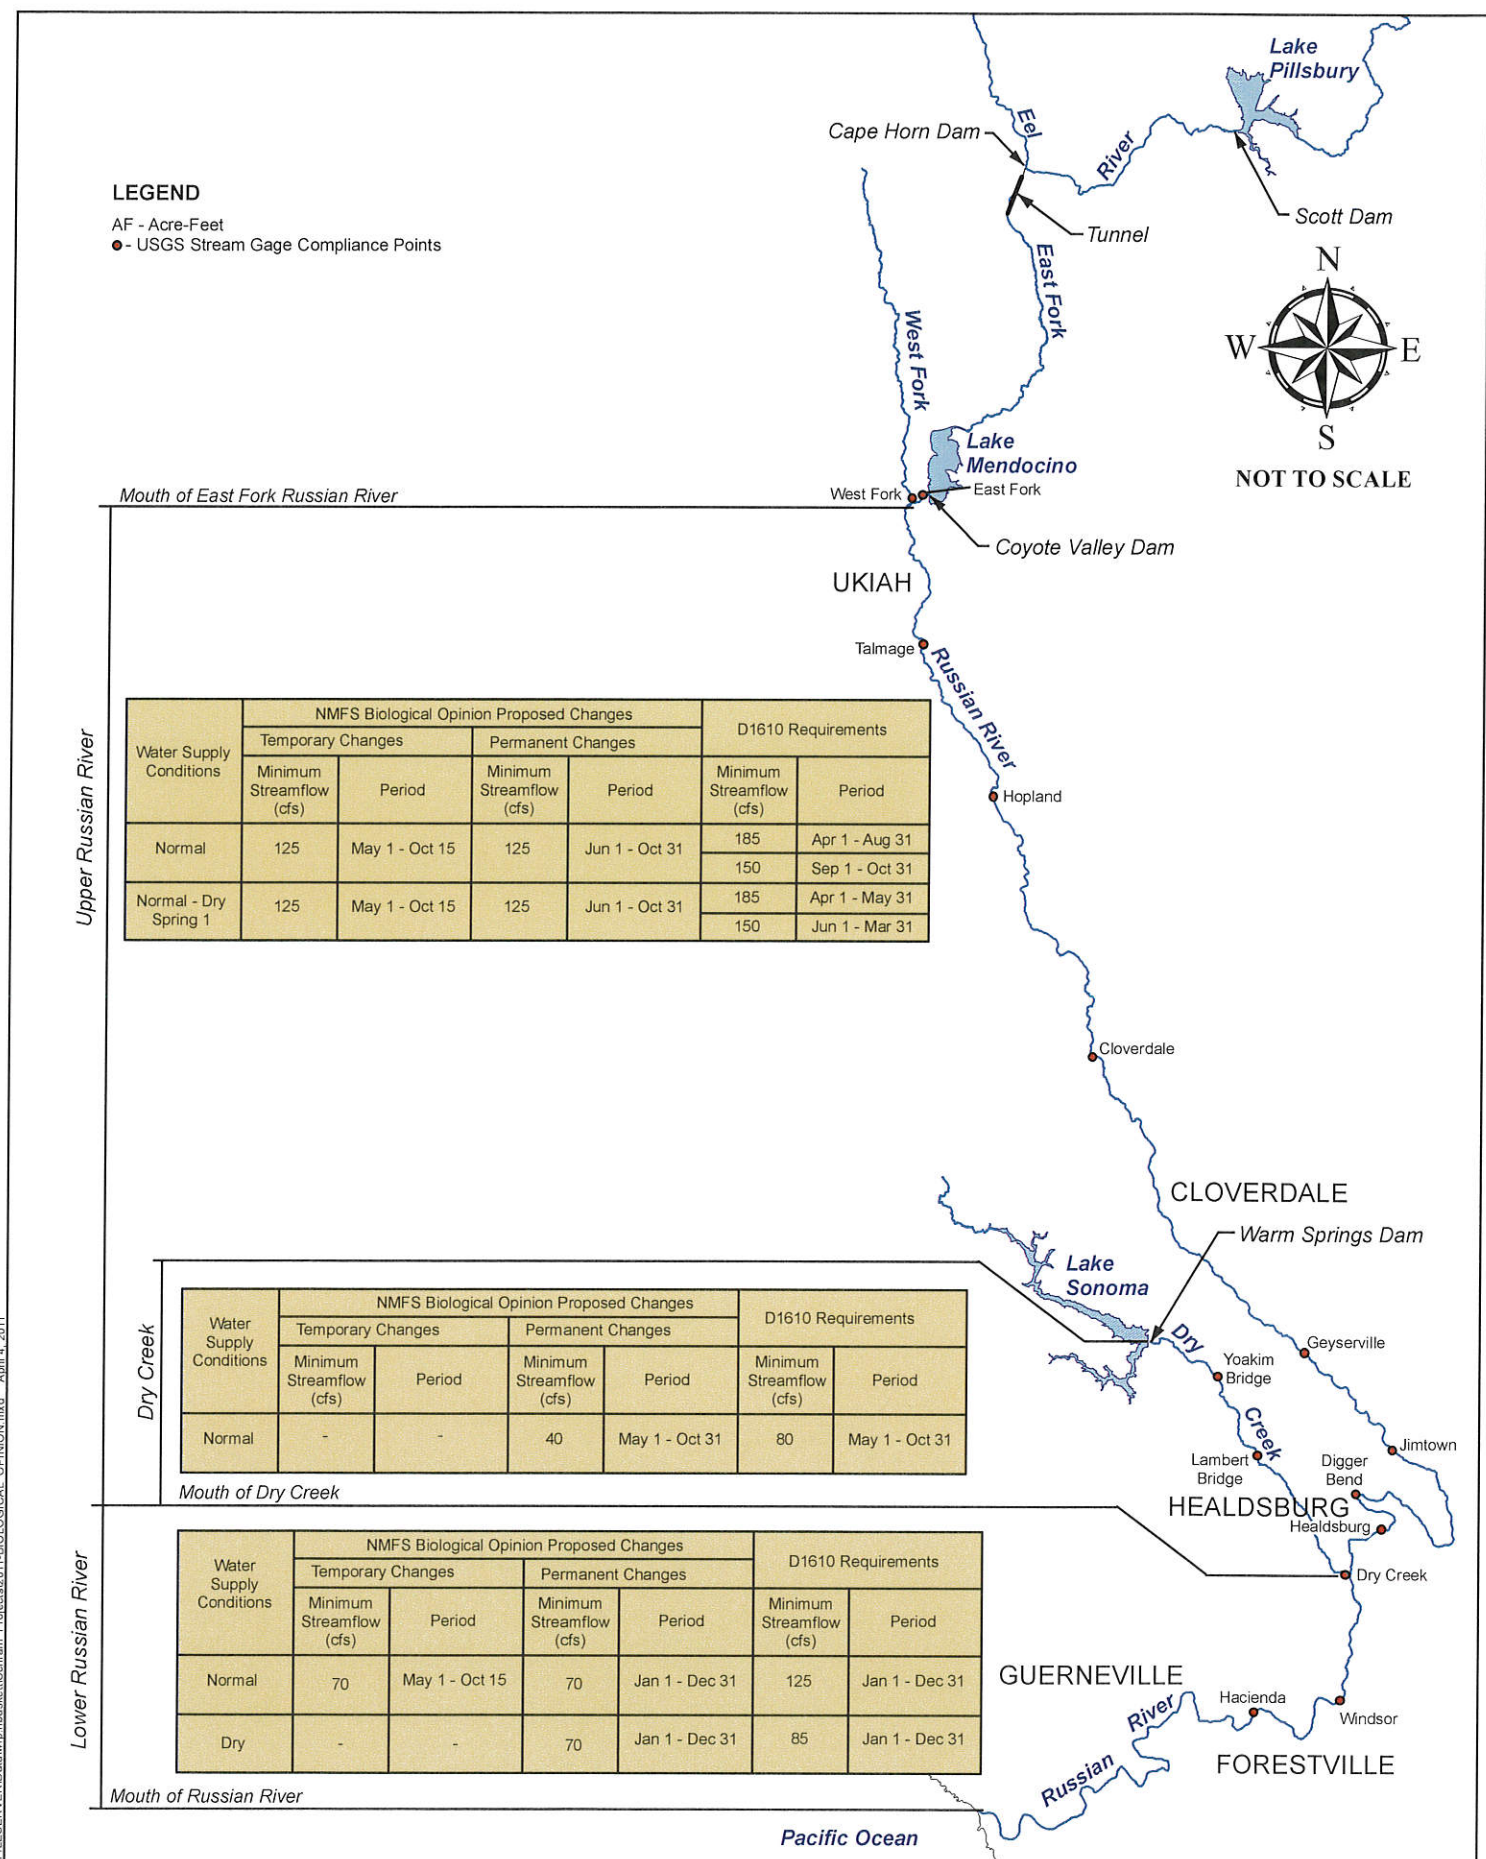 Lake
Pillsbury
Eel
River
Cape Horn Dam
Scott Dam
Tunnel
LEGEND
AF - Acre-Feet
- USGS Stream Gage Compliance Points
East Fork
West Fork
N
W E
S
NOT TO SCALE
Lake
Mendocino
Mouth of East Fork Russian River
West Fork
East Fork
Coyote Valley Dam
UKIAH
Talmage
Russian River
Hopland
Upper Russian River
Water Supply Conditions
NMFS Biological Opinion Proposed Changes
D1610 Requirements
Temporary Changes Permanent Changes
Minimum Streamflow (cfs) Period Minimum Streamflow (cfs) Period Minimum Streamflow (cfs) Period
Normal 125 May 1 - Oct 15 125 Jun 1 - Oct 31 185 Apr 1 - Aug 31
150 Sep 1 - Oct 31
Normal - Dry Spring 1 125 May 1 - Oct 15 125 Jun 1 - Oct 31 185 Apr 1 - May 31
150 Jun 1 - Mar 31
Cloverdale
CLOVERDALE
Warm Springs Dam
Lake
Sonoma
Dry
Creek
Geyserville
Yoakim
Bridge
Jimtown
Lambert
Bridge
Digger
Bend
HEALDSBURG
Healdsburg
Dry Creek
Dry Creek
Water Supply Conditions
NMFS Biological Opinion Proposed Changes
D1610 Requirements
Temporary Changes Permanent Changes
Minimum Streamflow (cfs) Period Minimum Streamflow (cfs) Period Minimum Streamflow (cfs) Period
Normal - - 40 May 1 - Oct 31 80 May 1 - Oct 31
Mouth of Dry Creek
Lower Russian River
Water Supply Conditions
NMFS Biological Opinion Proposed Changes
D1610 Requirements
Temporary Changes Permanent Changes
Minimum Streamflow (cfs) Period Minimum Streamflow (cfs) Period Minimum Streamflow (cfs) Period
Normal 70 May 1 - Oct 15 70 Jan 1 - Dec 31 125 Jan 1 - Dec 31
Dry - - 70 Jan 1 - Dec 31 85 Jan 1 - Dec 31
GUERNEVILLE
Hacienda
Windsor
FORESTVILLE
Russian
River
Mouth of Russian River
Pacific Ocean
April 4, 2011